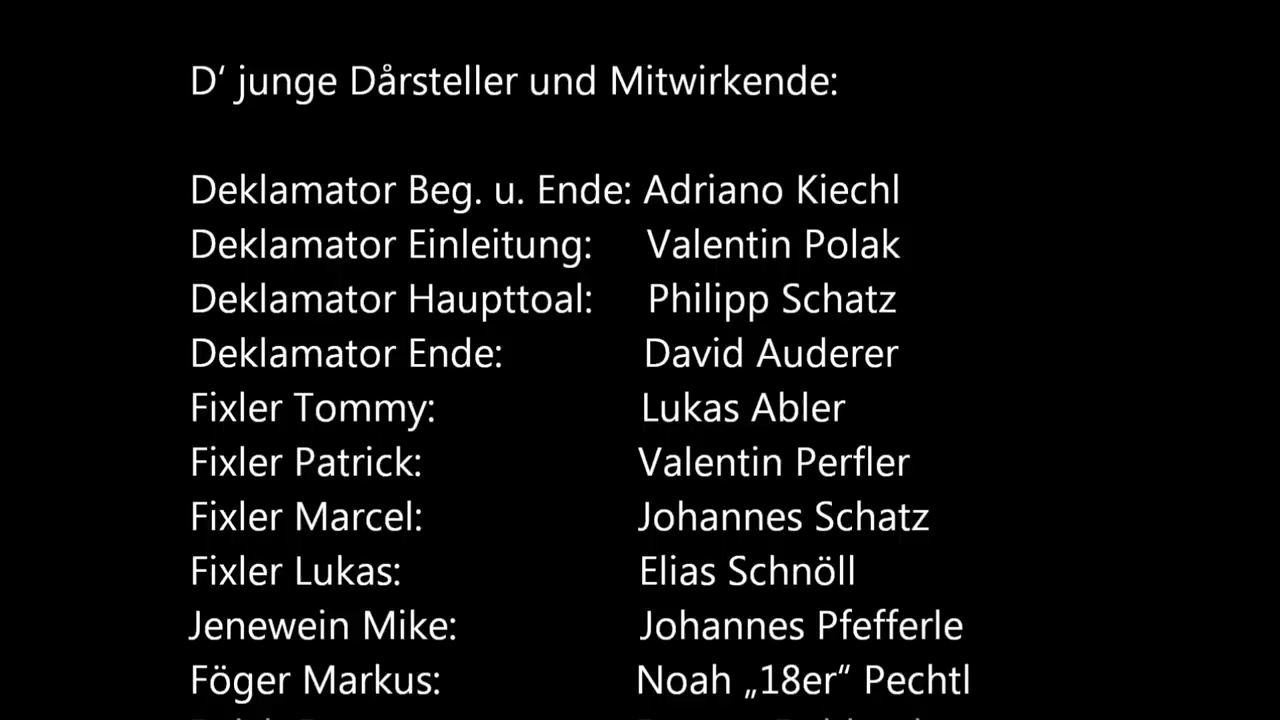 D‘ junge Dårsteller und Mitwirkende:
Deklamator Beg. u. Ende: Adriano Kiechl
Deklamator Einleitung: Valentin Polak
Deklamator Haupttoal: Philipp Schatz
Deklamator Ende: David Auderer
Fixler Tommy: Lukas Abler
Fixler Patrick: Valentin Perfler
Fixler Marcel: Johannes Schatz
Fixler Lukas: Elias Schnöll
Jenewein Mike: Johannes Pfefferle
Föger Markus: Noah „18er“ Pechtl